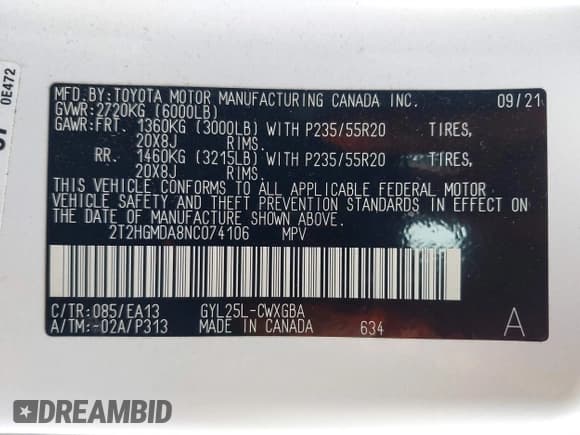 0E472
MFD.BY:TOYOTA MOTOR MANUFACTURING CANADA INC. 09/21
GVWR:2720KG (6000LB)
GAWR:FRT. 1360KG (3000LB) WITH P235/55R20 TIRES,
20X8J RIMS.
RR. 1460KG (3215LB) WITH P235/55R20 TIRES,
20X8J RIMS.
THIS VEHICLE CONFORMS TO ALL APPLICABLE FEDERAL MOTOR
VEHICLE SAFETY AND THEFT PREVENTION STANDARDS IN EFFECT ON
THE DATE OF MANUFACTURE SHOWN ABOVE.
2T2HGMDA8NC074106 MPV
C/TR:085/EA13 GYL25L-CWXGBA
A/TM:-02A/P313 MADE IN CANADA 634 A
DREAMBID